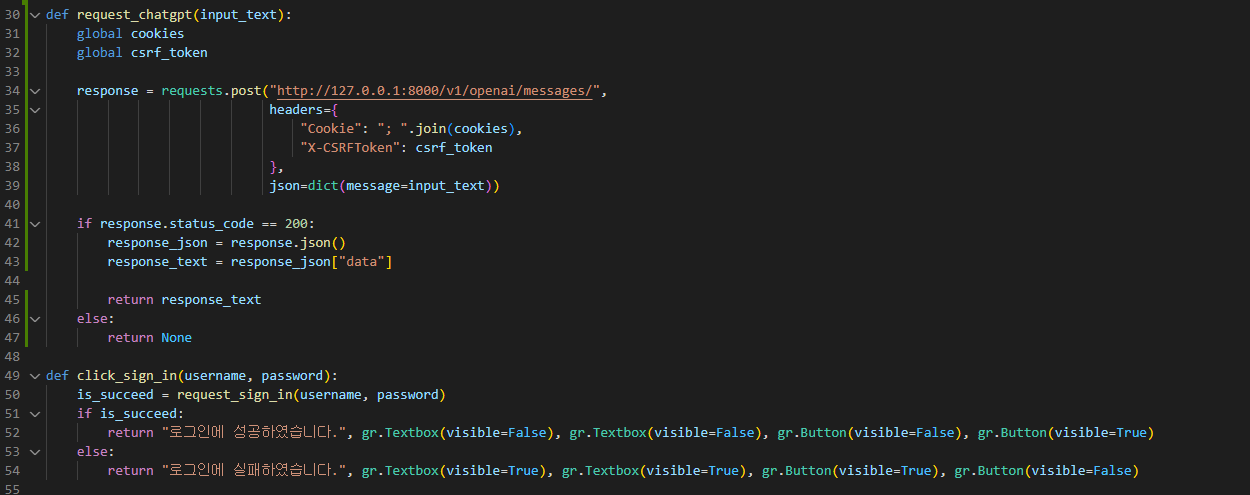 30 def request_chatgpt(input_text):
31 global cookies
32 global csrf_token
33
34 response = requests.post("http://127.0.0.1:8000/v1/openai/messages/",
35 headers={
36 "Cookie": "; ".join(cookies),
37 "X-CSRFToken": csrf_token
38 },
39 json=dict(message=input_text))
40
41 if response.status_code == 200:
42 response_json = response.json()
43 response_text = response_json["data"]
44
45 return response_text
46 else:
47 return None
48
49 def click_sign_in(username, password):
50 is_succeed = request_sign_in(username, password)
51 if is_succeed:
52 return "로그인에 성공하였습니다.", gr.Textbox(visible=False), gr.Textbox(visible=False), gr.Button(visible=False), gr.Button(visible=True)
53 else:
54 return "로그인에 실패하였습니다.", gr.Textbox(visible=True), gr.Textbox(visible=True), gr.Button(visible=True), gr.Button(visible=False)
55